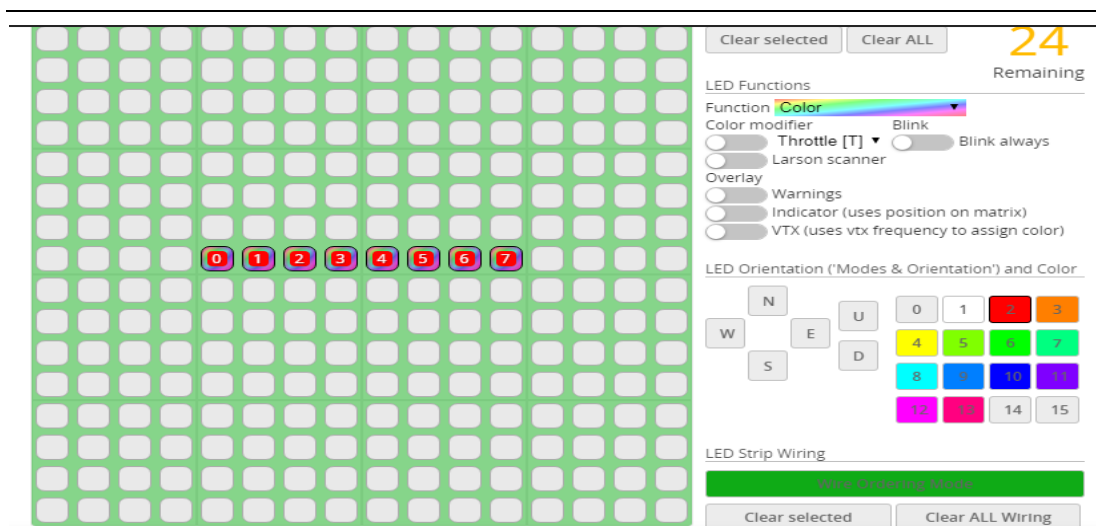 Clear selected Clear ALL 24
Remaining
LED Functions
Function Color
Color modifier Blink
Throttle [T] Blink always
Larson scanner
Overlay
Warnings
Indicator (uses position on matrix)
VTX (uses vtx frequency to assign color)
0 1 2 3 4 5 6 7
LED Orientation ('Modes & Orientation') and Color
N
W E
S
U
D
0 1 2 3
4 5 6 7
8 9 10 11
12 13 14 15
LED Strip Wiring
Wire Ordering Mode
Clear selected Clear ALL Wiring